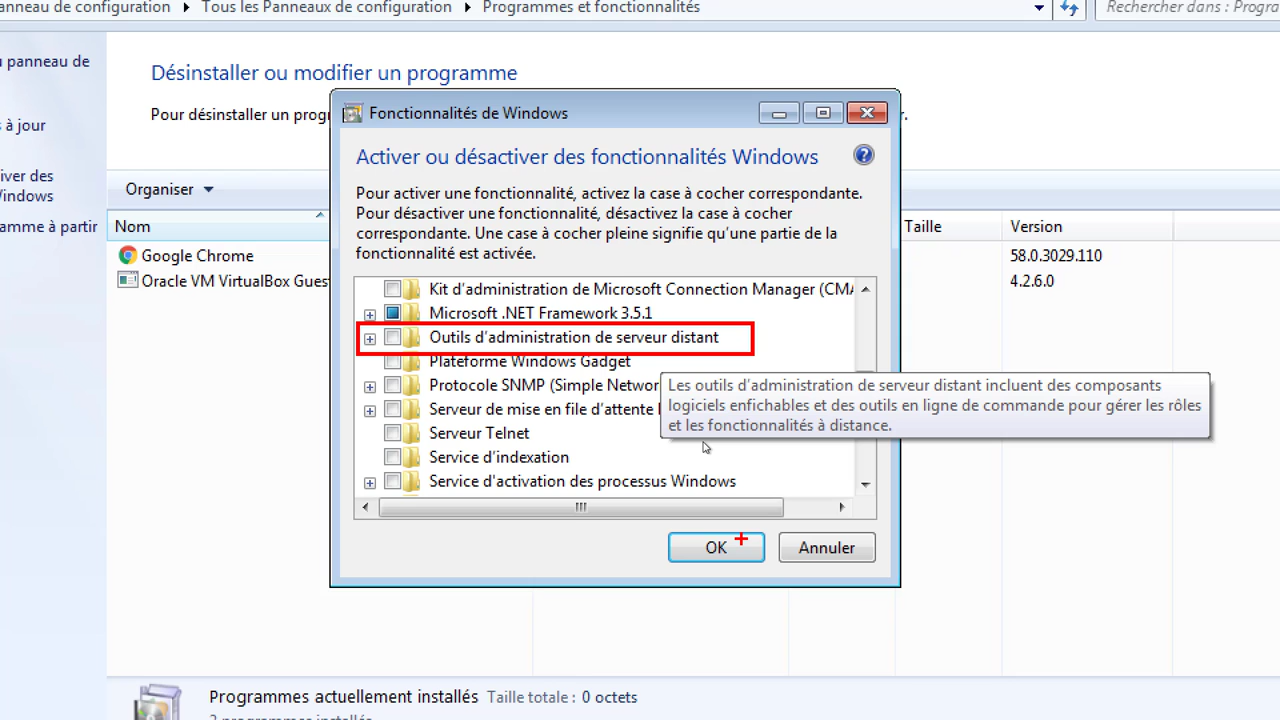 anneau de configuration ▸ Tous les Panneaux de configuration ▸ Programmes et fonctionnalités
Rechercher dans : Progra
u panneau de
s à jour
iver des
Windows
amme à partir
Désinstaller ou modifier un programme
Pour désinstaller un prog
r.
Organiser
Nom
Taille
Version
Google Chrome
58.0.3029.110
Oracle VM VirtualBox Gues
4.2.6.0
Fonctionnalités de Windows
Activer ou désactiver des fonctionnalités Windows
Pour activer une fonctionnalité, activez la case à cocher correspondante.
Pour désactiver une fonctionnalité, désactivez la case à cocher
correspondante. Une case à cocher pleine signifie qu'une partie de la
fonctionnalité est activée.
Kit d'administration de Microsoft Connection Manager (CMA
Microsoft .NET Framework 3.5.1
Outils d'administration de serveur distant
Plateforme Windows Gadget
Protocole SNMP (Simple Networ
Serveur de mise en file d'attente
Serveur Telnet
Service d'indexation
Service d'activation des processus Windows
Les outils d'administration de serveur distant incluent des composants
logiciels enfichables et des outils en ligne de commande pour gérer les rôles
et les fonctionnalités à distance.
OK
Annuler
Programmes actuellement installés Taille totale : 0 octets
2 programmes installés